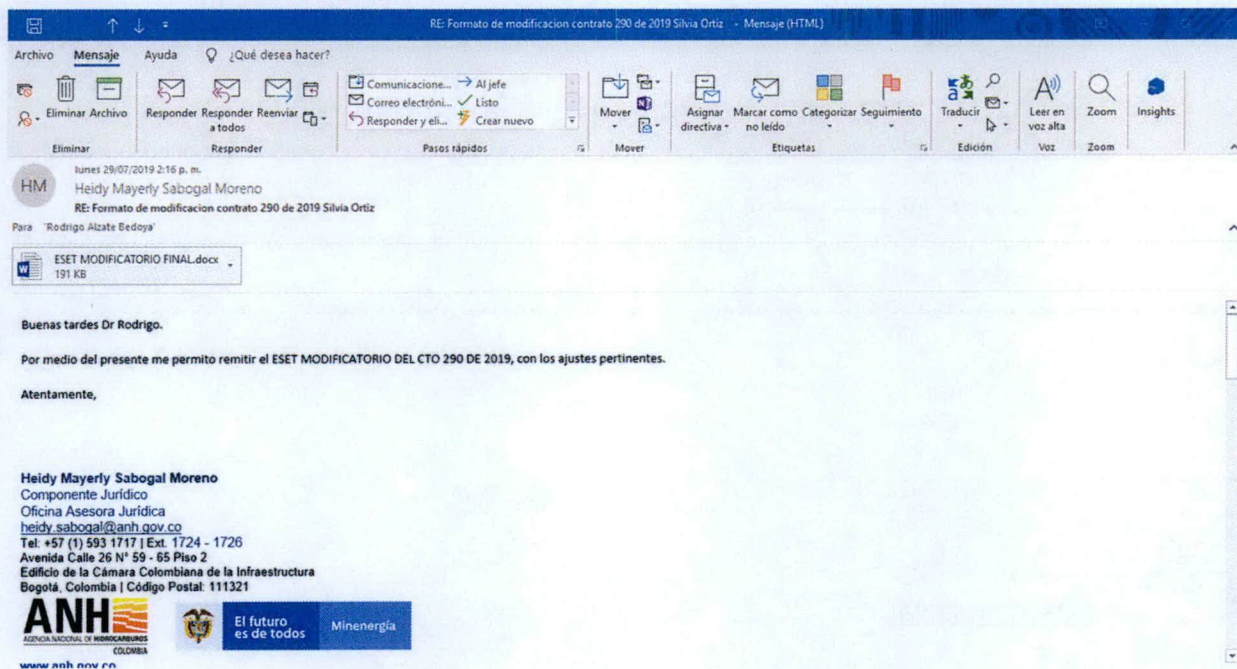 RE: Formato de modificacion contrato 290 de 2019 Silvia Ortiz - Mensaje (HTML)
Archivo Mensaje Ayuda ¿Qué desea hacer?
Eliminar Archivo
Responder Responder a todos Reenviar
Comunicacione... Al jefe
Correo electróni... Listo
Responder y eli... Crear nuevo
Mover
Asignar directiva Marcar como no leído Categorizar Seguimiento
Traducir
Leer en voz alta
Zoom
Insights
Eliminar Responder Pasos rápidos Mover Etiquetas Edición Voz Zoom
lunes 29/07/2019 2:16 p. m.
HM
Heidy Mayerly Sabogal Moreno
RE: Formato de modificacion contrato 290 de 2019 Silvia Ortiz
Para 'Rodrigo Alzate Bedoya'
ESET MODIFICATORIO FINAL.docx
191 KB
Buenas tardes Dr Rodrigo.
Por medio del presente me permito remitir el ESET MODIFICATORIO DEL CTO 290 DE 2019, con los ajustes pertinentes.
Atentamente,
Heidy Mayerly Sabogal Moreno
Componente Jurídico
Oficina Asesora Jurídica
heidy.sabogal@anh.gov.co
Tel: +57 (1) 593 1717 | Ext. 1724 - 1726
Avenida Calle 26 N° 59 - 65 Piso 2
Edificio de la Cámara Colombiana de la Infraestructura
Bogotá, Colombia | Código Postal: 111321
ANH
AGENCIA NACIONAL DE HIDROCARBUROS
COLOMBIA
El futuro
es de todos
Minenergía
www.anh.gov.co